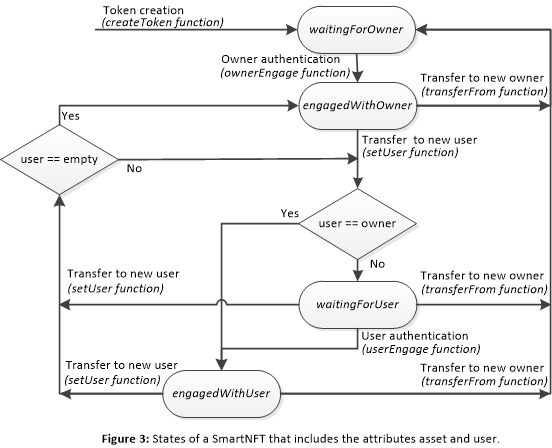 Token creation
(createToken function)
waitingForOwner
Owner authentication
(ownerEngage function)
Transfer to new owner
(transferFrom function)
engagedWithOwner
Yes
Transfer to new user
(setUser function)
user == empty
No
Yes
user == owner
No
Transfer to new user
(setUser function)
Transfer to new owner
(transferFrom function)
waitingForUser
User authentication
(userEngage function)
Transfer to new user
(setUser function)
Transfer to new owner
(transferFrom function)
engagedWithUser
Figure 3: States of a SmartNFT that includes the attributes asset and user.